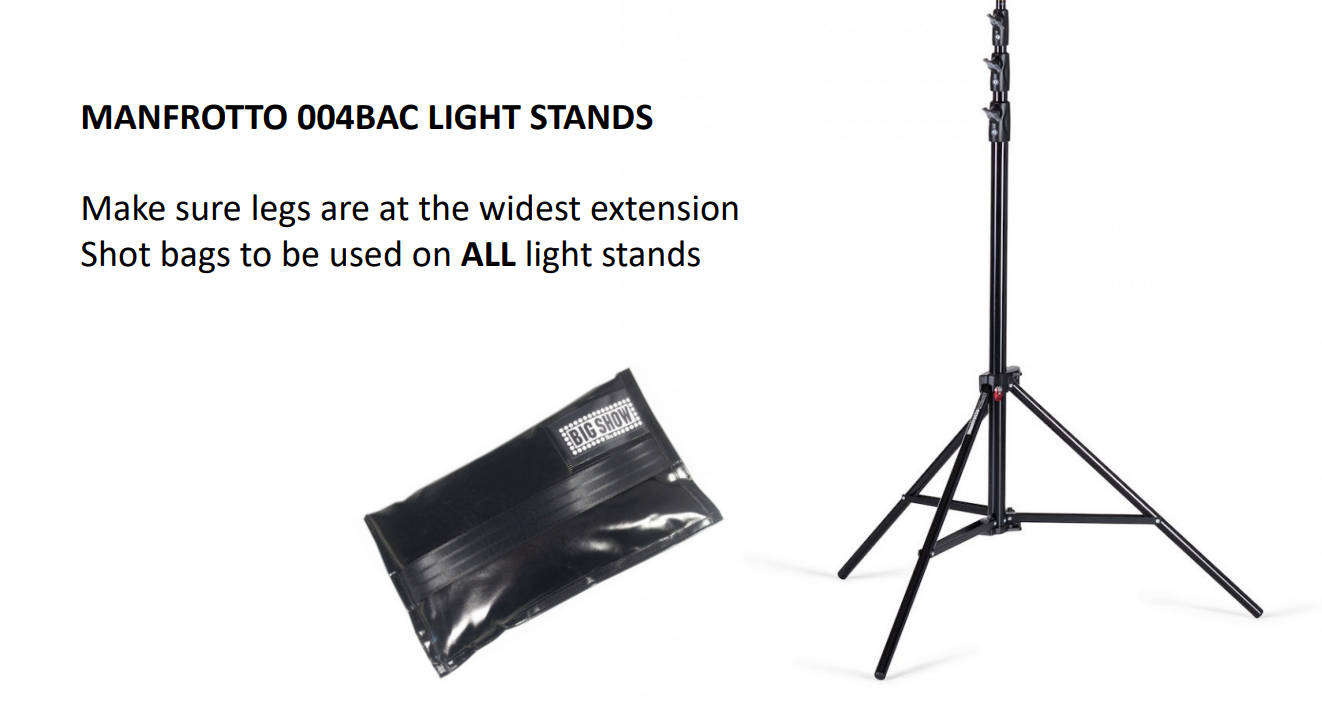 MANFROTTO 004BAC LIGHT STANDS
Make sure legs are at the widest extension
Shot bags to be used on ALL light stands
BIG SHOW